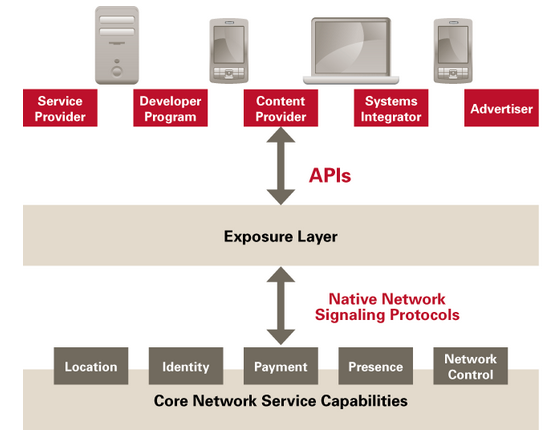 Service
Provider
Developer
Program
Content
Provider
Systems
Integrator
Advertiser
APIs
Exposure Layer
Native Network
Signaling Protocols
Location
Identity
Payment
Presence
Network
Control
Core Network Service Capabilities